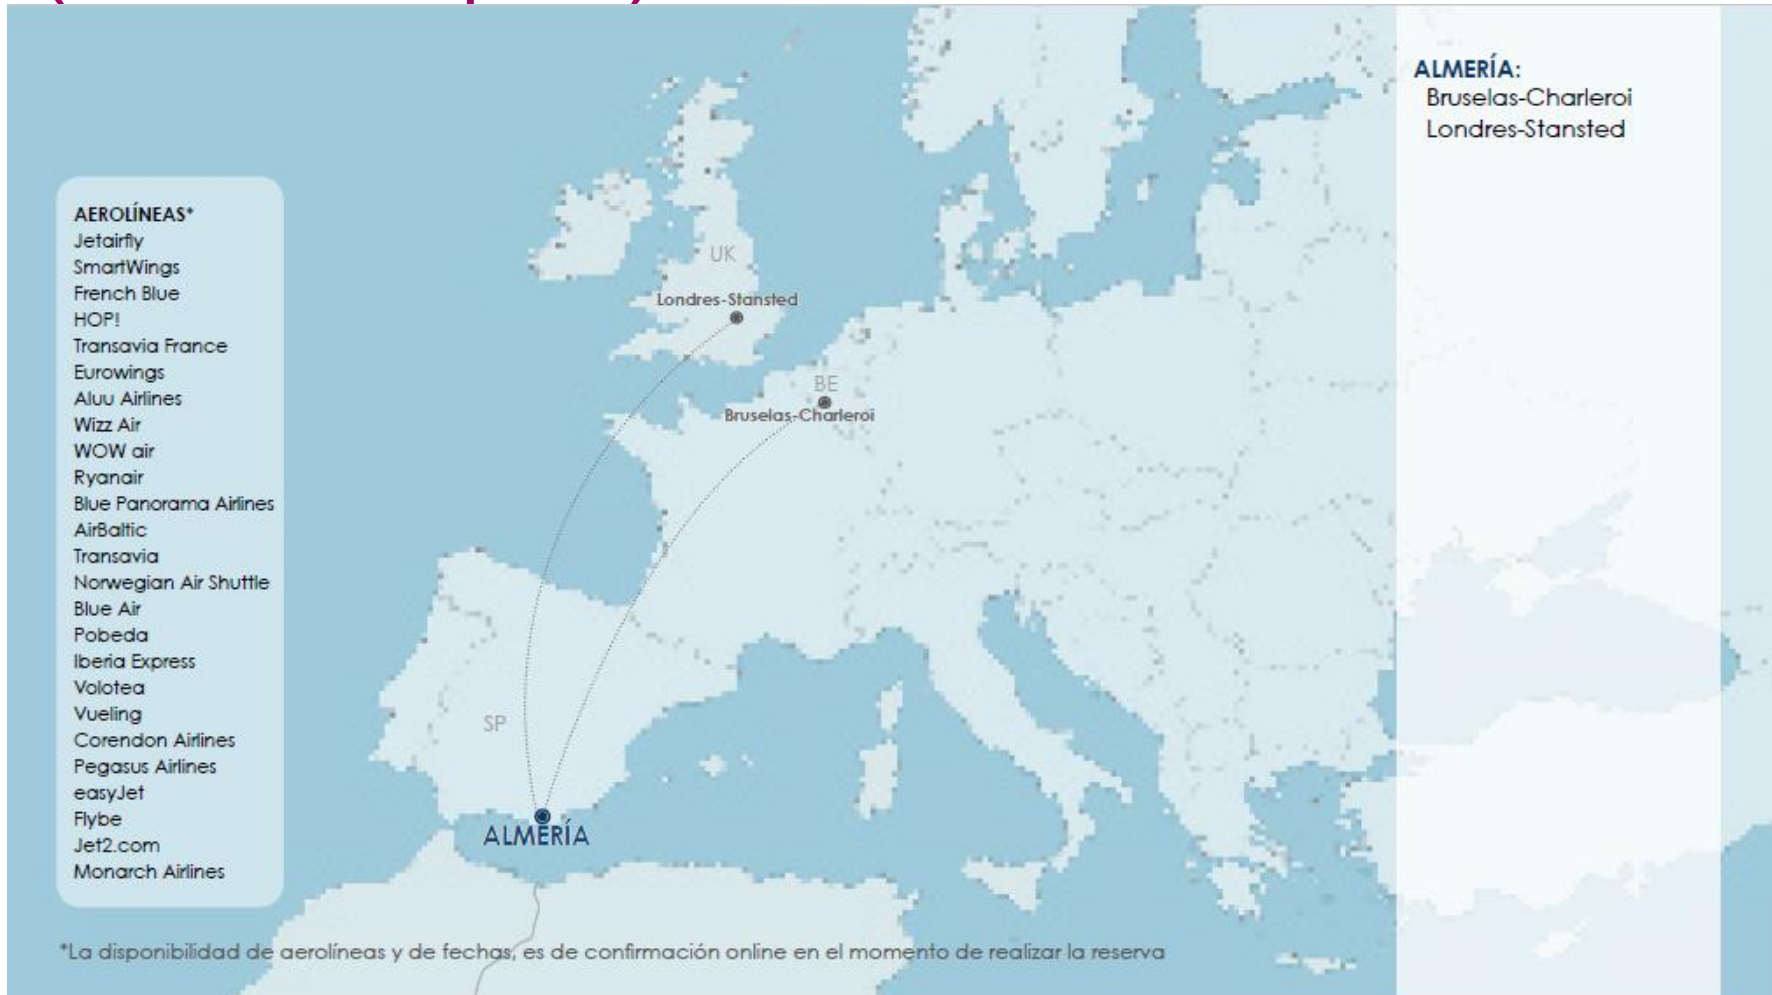 AEROLÍNEAS*
Jetairfly
SmartWings
French Blue
HOP!
Transavia France
Eurowings
Aluu Airlines
Wizz Air
WOW air
Ryanair
Blue Panorama Airlines
AirBaltic
Transavia
Norwegian Air Shuttle
Blue Air
Pobeda
Iberia Express
Volotea
Vueling
Corendon Airlines
Pegasus Airlines
easyJet
Flybe
Jet2.com
Monarch Airlines
UK
Londres-Stansted
BE
Bruselas-Charleroi
SP
ALMERÍA
ALMERÍA:
Bruselas-Charleroi
Londres-Stansted
*La disponibilidad de aerolíneas y de fechas, es de confirmación online en el momento de realizar la reserva